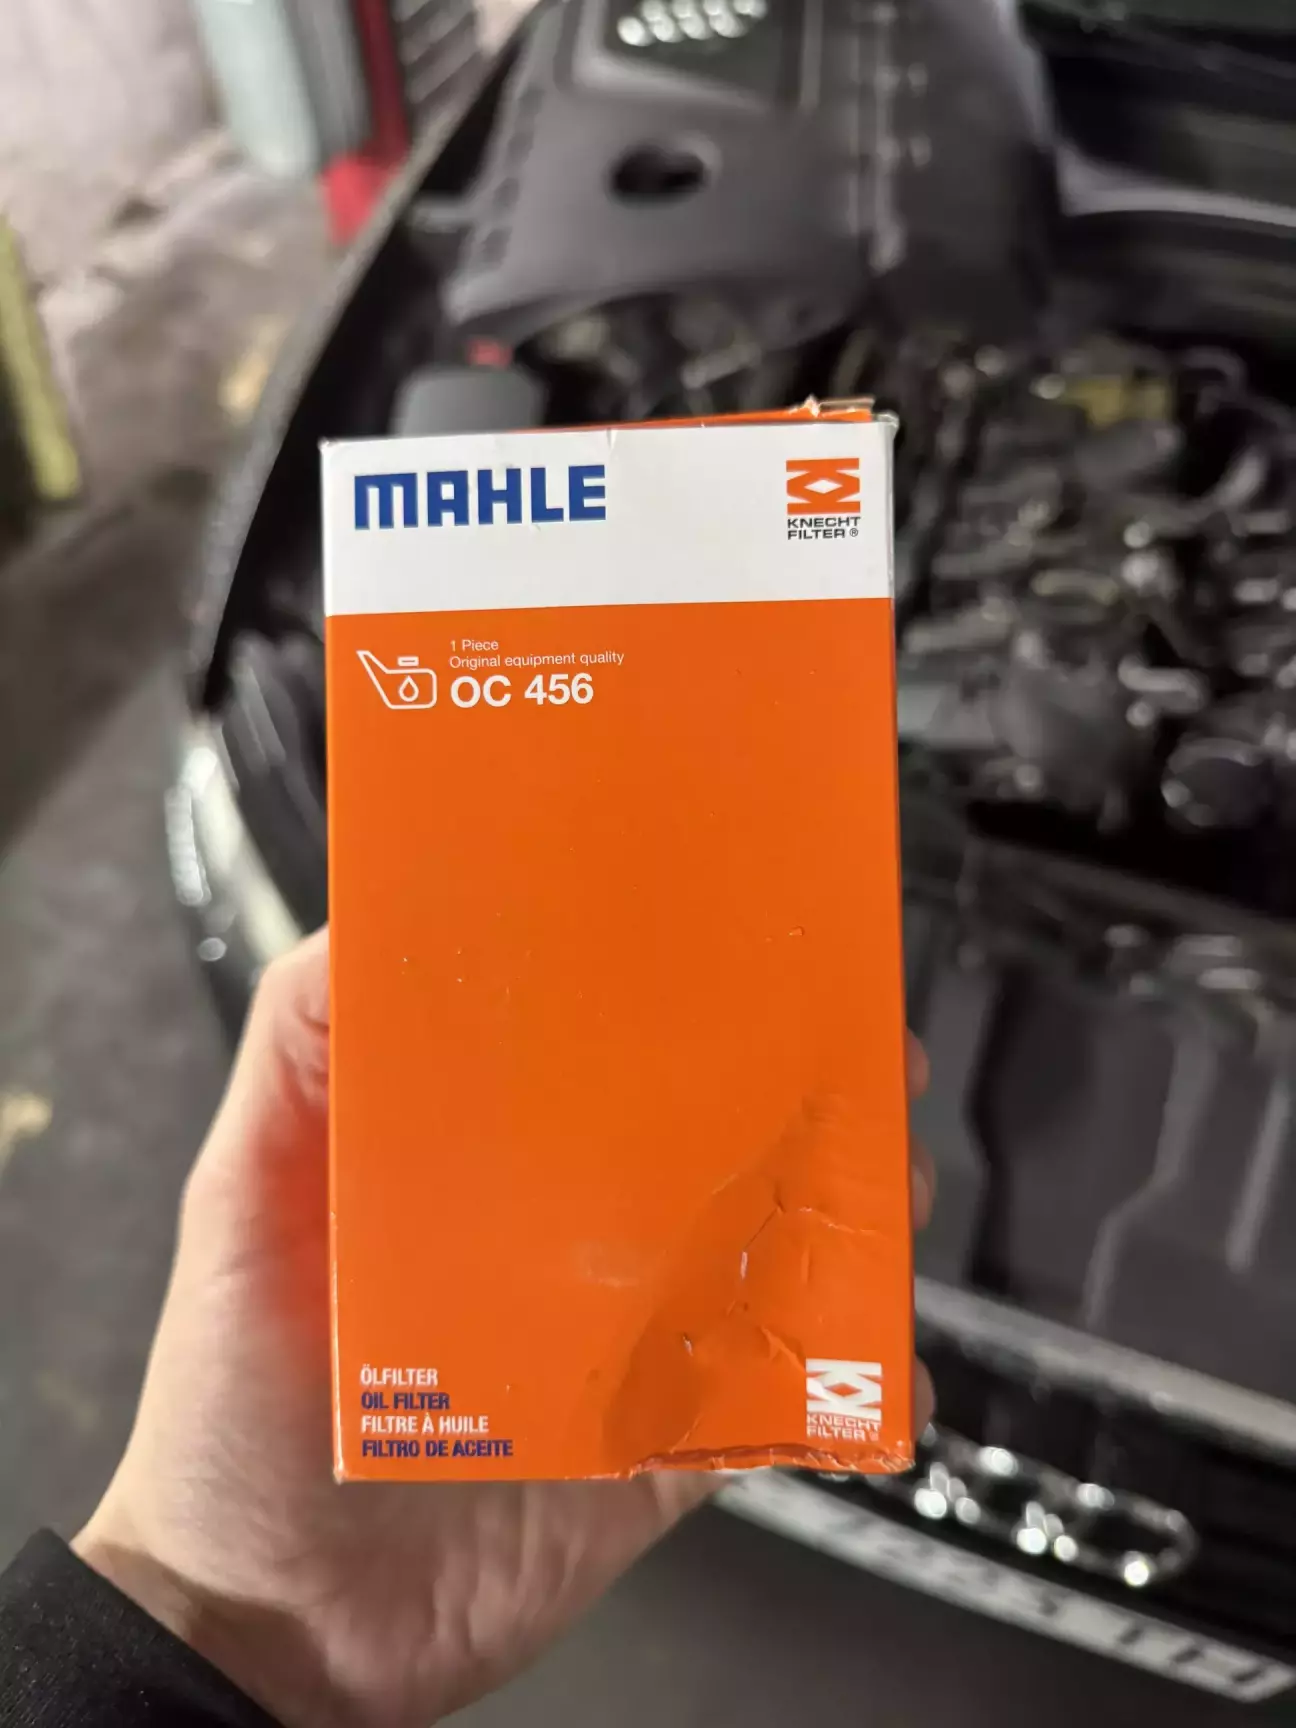 MAHLE
KNECHT
FILTER®
1 Piece
Original equipment quality
OC 456
ÖLFILTER
OIL FILTER
FILTRE À HUILE
FILTRO DE ACEITE
KNECHT
FILTER®